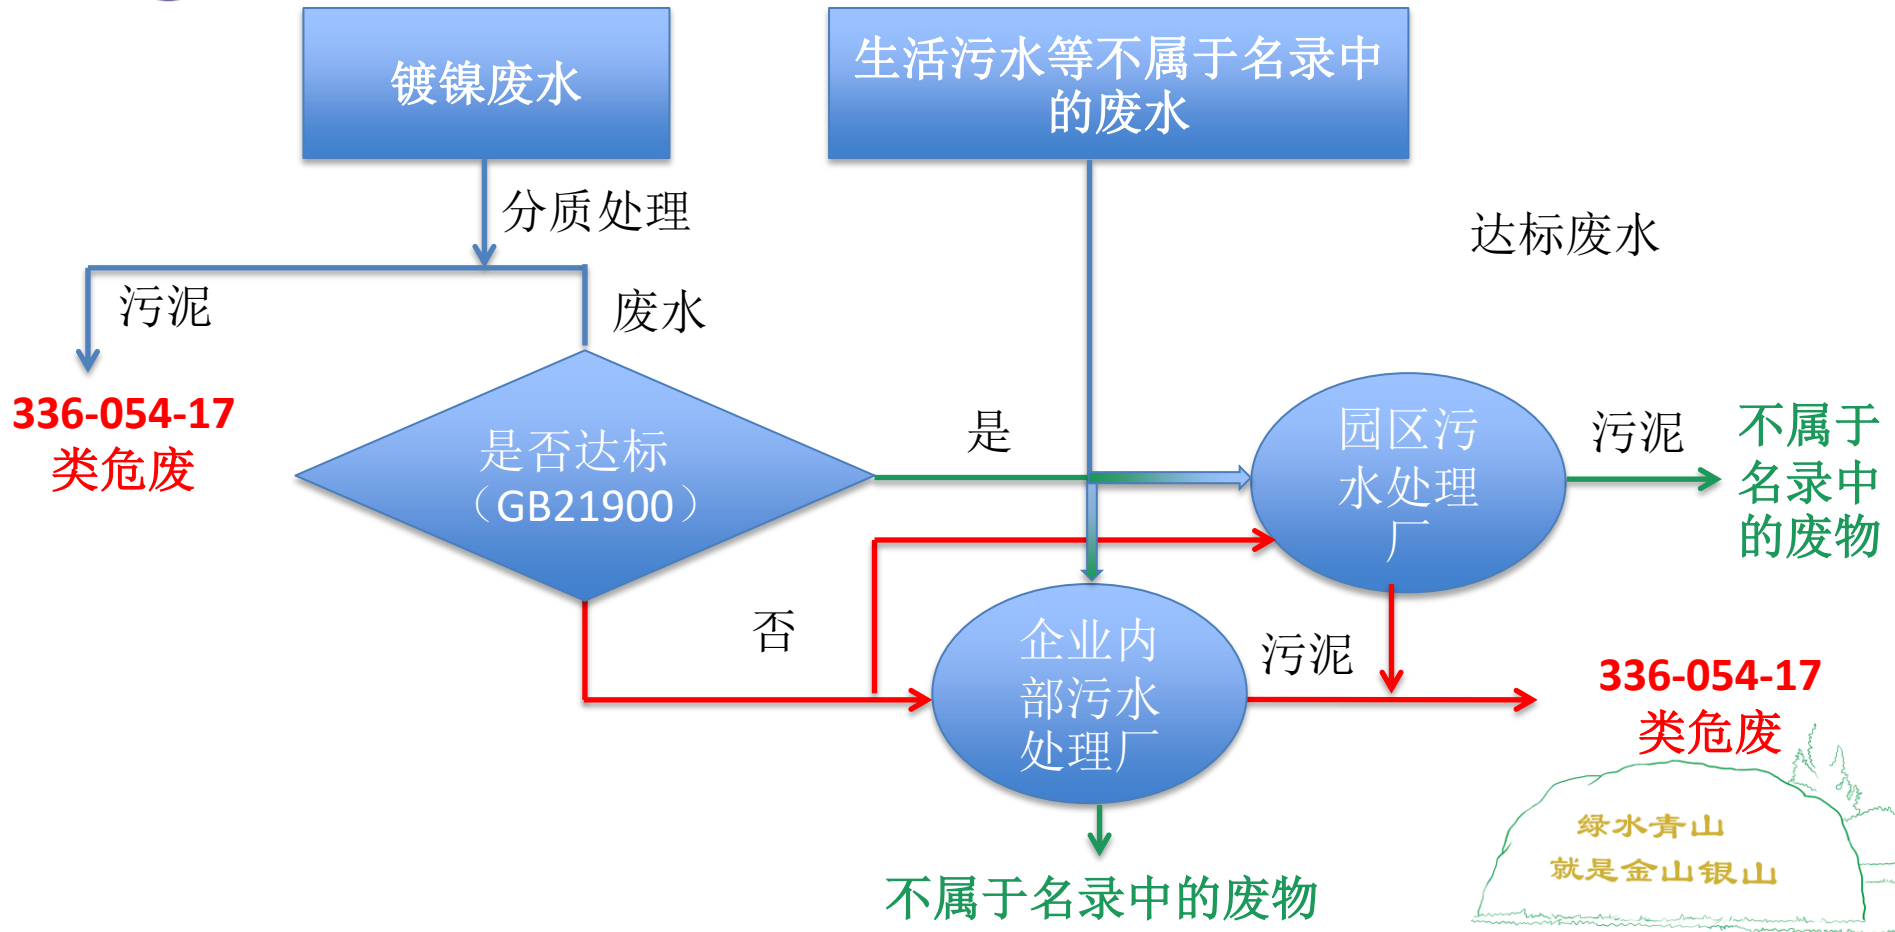 镀镍废水
生活污水等不属于名录中
的废水
分质处理
达标废水
污泥
废水
336-054-17
类危废
是否达标
（GB21900）
是
园区污
水处理
厂
污泥
不属于
名录中
的废物
否
企业内
部污水
处理厂
污泥
336-054-17
类危废
绿水青山
就是金山银山
不属于名录中的废物